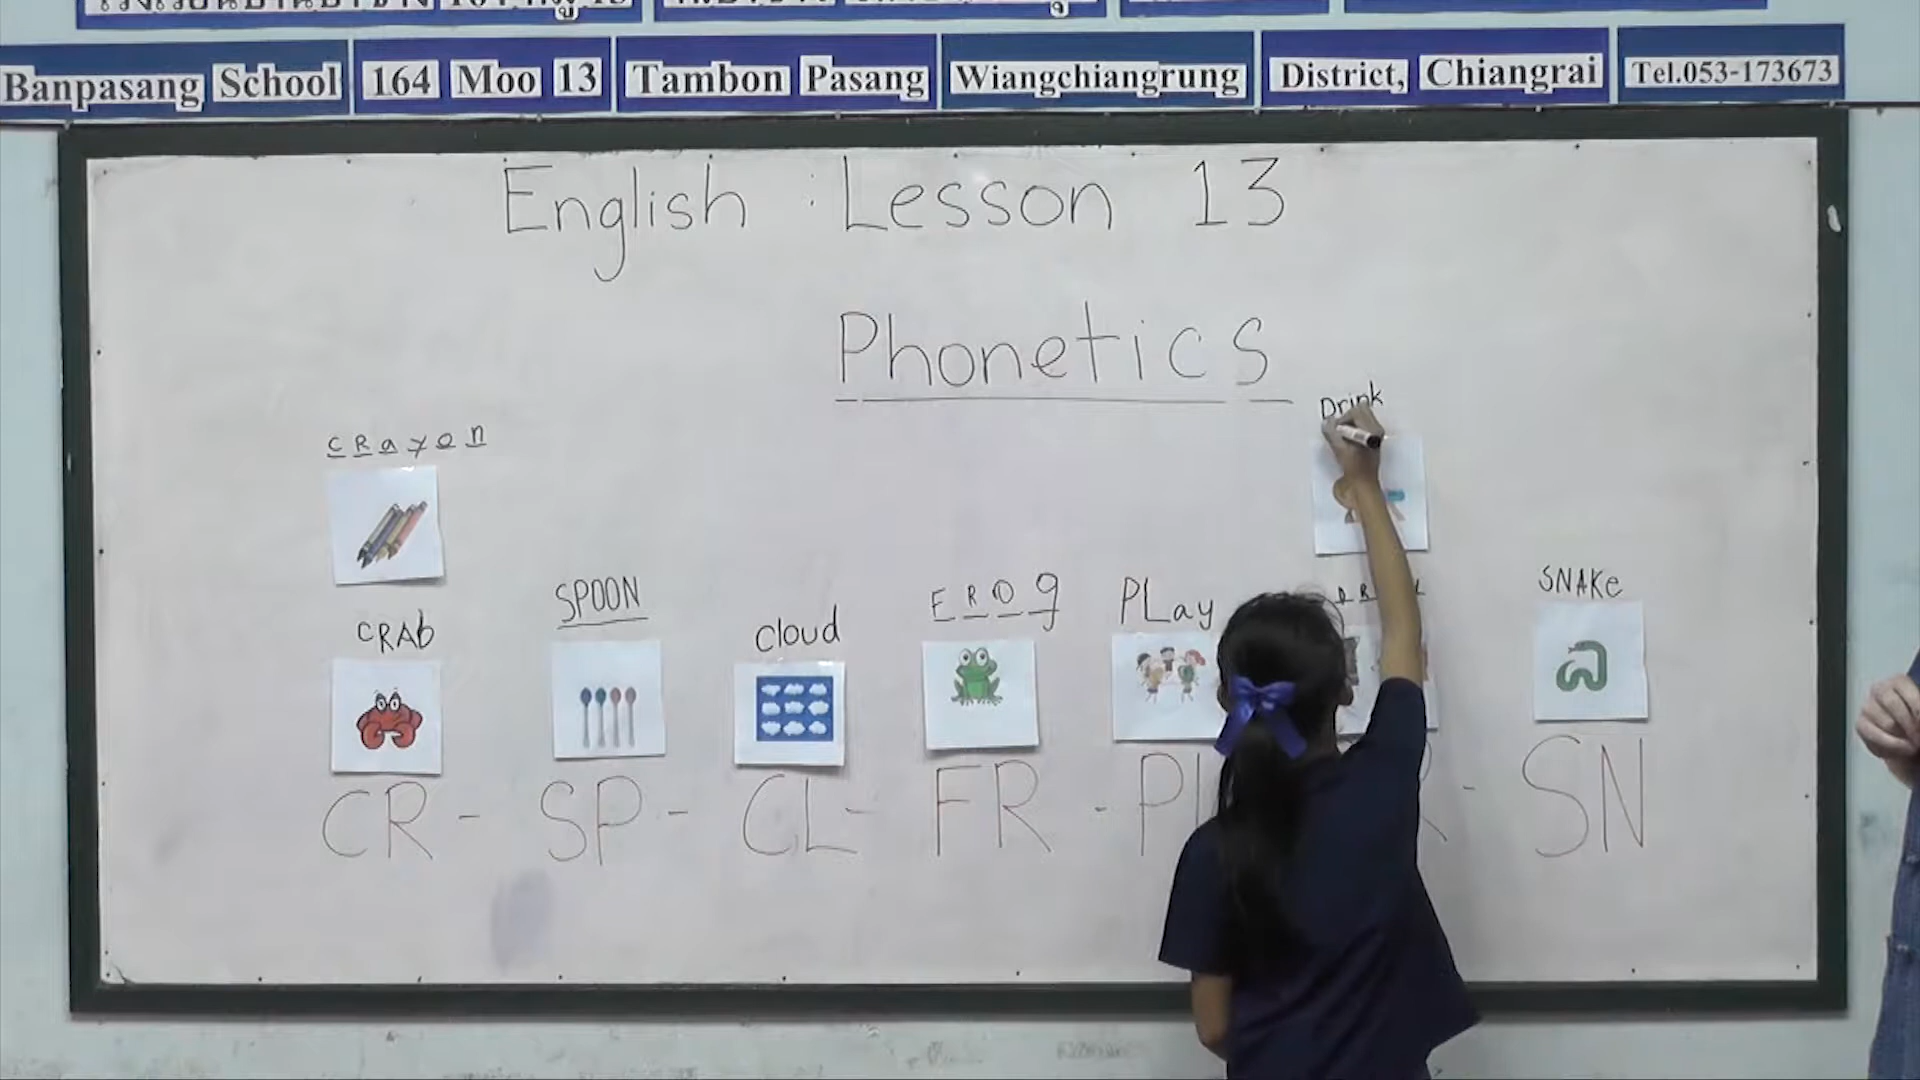 Banpasang School 164 Moo 13 Tambon Pasang Wiangchiangrung District, Chiangrai Tel.053-173673
English : Lesson 13
Phonetics
Drink
cRayon
SPOON
SNAKe
CRAb
cloud
FROg
PLay
CR - SP - CL - FR - Pl - SN